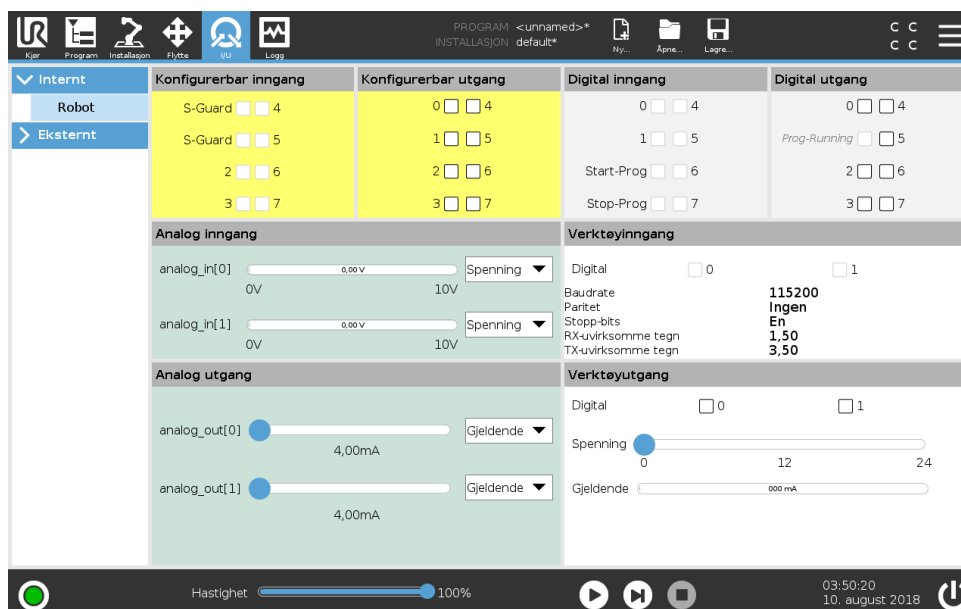 UR
PROGRAM <unnamed>*
INSTALLASJON default*
C C
C C
Kjør Program Installasjon Flytte I/U Logg Ny... Åpne... Lagre...
Internt
Robot
Eksternt
Konfigurerbar inngang
S-Guard 4
S-Guard 5
2 6
3 7
Konfigurerbar utgang
0 4
1 5
2 6
3 7
Digital inngang
0 4
1 5
Start-Prog 6
Stop-Prog 7
Digital utgang
0 4
Prog-Running 5
2 6
3 7
Analog inngang
analog_in[0] 0,00 V Spenning
0V 10V
analog_in[1] 0,00 V Spenning
0V 10V
Verktøyinngang
Digital 0 1
Baudrate 115200
Paritet Ingen
Stopp-bits En
RX-uvirksomme tegn 1,50
TX-uvirksomme tegn 3,50
Analog utgang
analog_out[0] Gjeldende
4,00mA
analog_out[1] Gjeldende
4,00mA
Verktøyutgang
Digital 0 1
Spenning
0 12 24
Gjeldende 000 mA
Hastighet 100%
03:50:20
10. august 2018